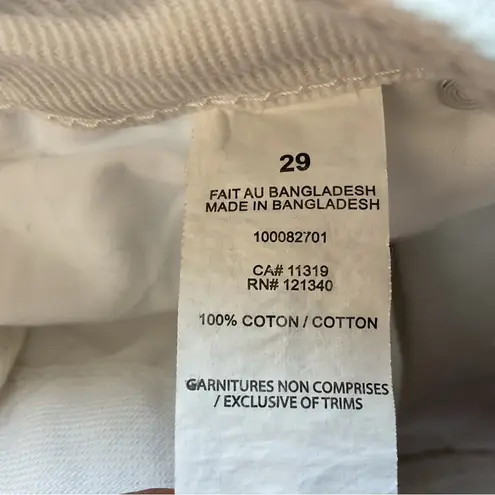 29
FAIT AU BANGLADESH
MADE IN BANGLADESH
100082701
CA# 11319
RN# 121340
100% COTON / COTTON
GARNITURES NON COMPRISES
/ EXCLUSIVE OF TRIMS